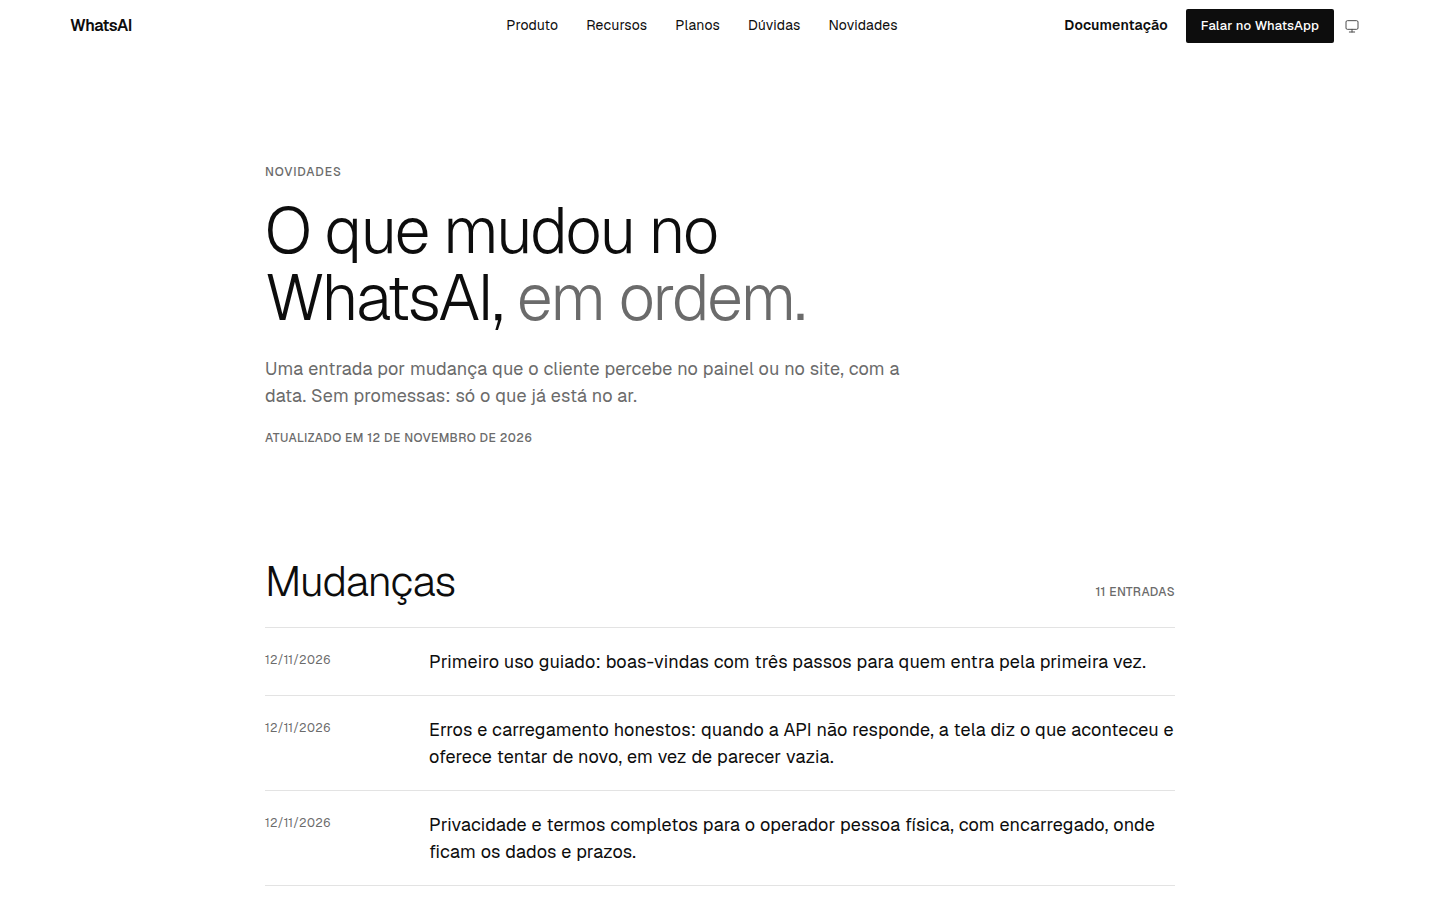 WhatsAI
Produto
Recursos
Planos
Dúvidas
Novidades
Documentação
Falar no WhatsApp
NOVIDADES
O que mudou no
WhatsAI, em ordem.
Uma entrada por mudança que o cliente percebe no painel ou no site, com a
data. Sem promessas: só o que já está no ar.
ATUALIZADO EM 12 DE NOVEMBRO DE 2026
Mudanças
11 ENTRADAS
12/11/2026
Primeiro uso guiado: boas-vindas com três passos para quem entra pela primeira vez.
12/11/2026
Erros e carregamento honestos: quando a API não responde, a tela diz o que aconteceu e
oferece tentar de novo, em vez de parecer vazia.
12/11/2026
Privacidade e termos completos para o operador pessoa física, com encarregado, onde
ficam os dados e prazos.